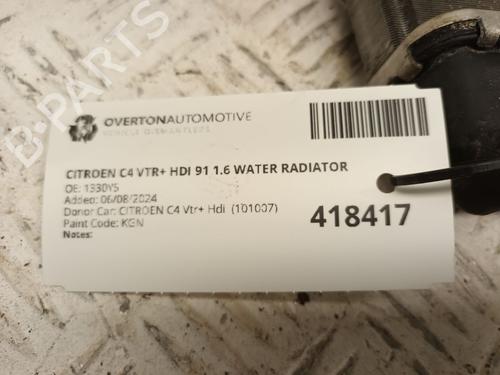 OVERTONAUTOMOTIVE
VEHICLE DISMANTLERS
CITROEN C4 VTR+ HDI 91 1.6 WATER RADIATOR
OE: 1330Y5
Added: 06/08/2024
Donor Car: CITROEN C4 Vtr+ Hdi (101007)
Paint Code: KGN
Notes:
418417
B-PARTS